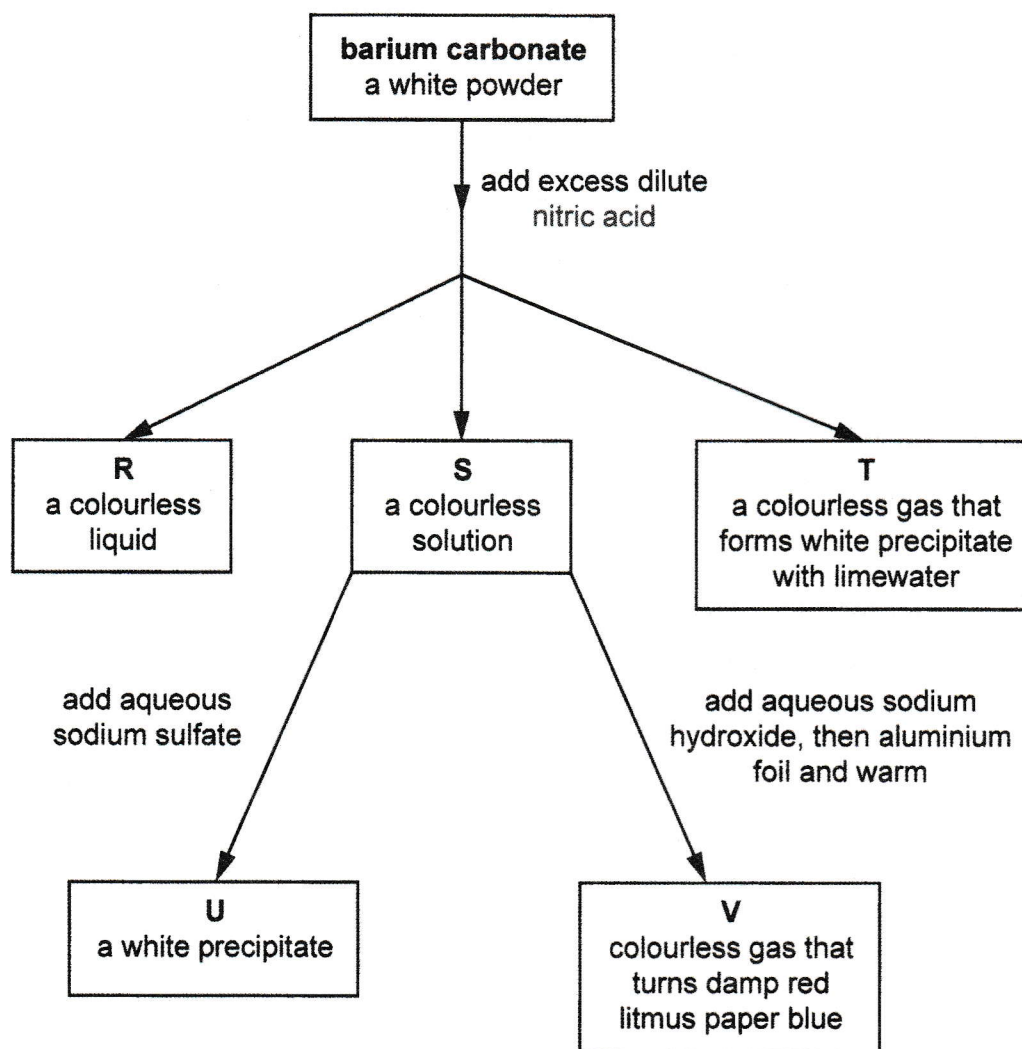 barium carbonate
a white powder
add excess dilute
nitric acid
R
a colourless
liquid
S
a colourless
solution
T
a colourless gas that
forms white precipitate
with limewater
add aqueous
sodium sulfate
add aqueous sodium
hydroxide, then aluminium
foil and warm
U
a white precipitate
V
colourless gas that
turns damp red
litmus paper blue